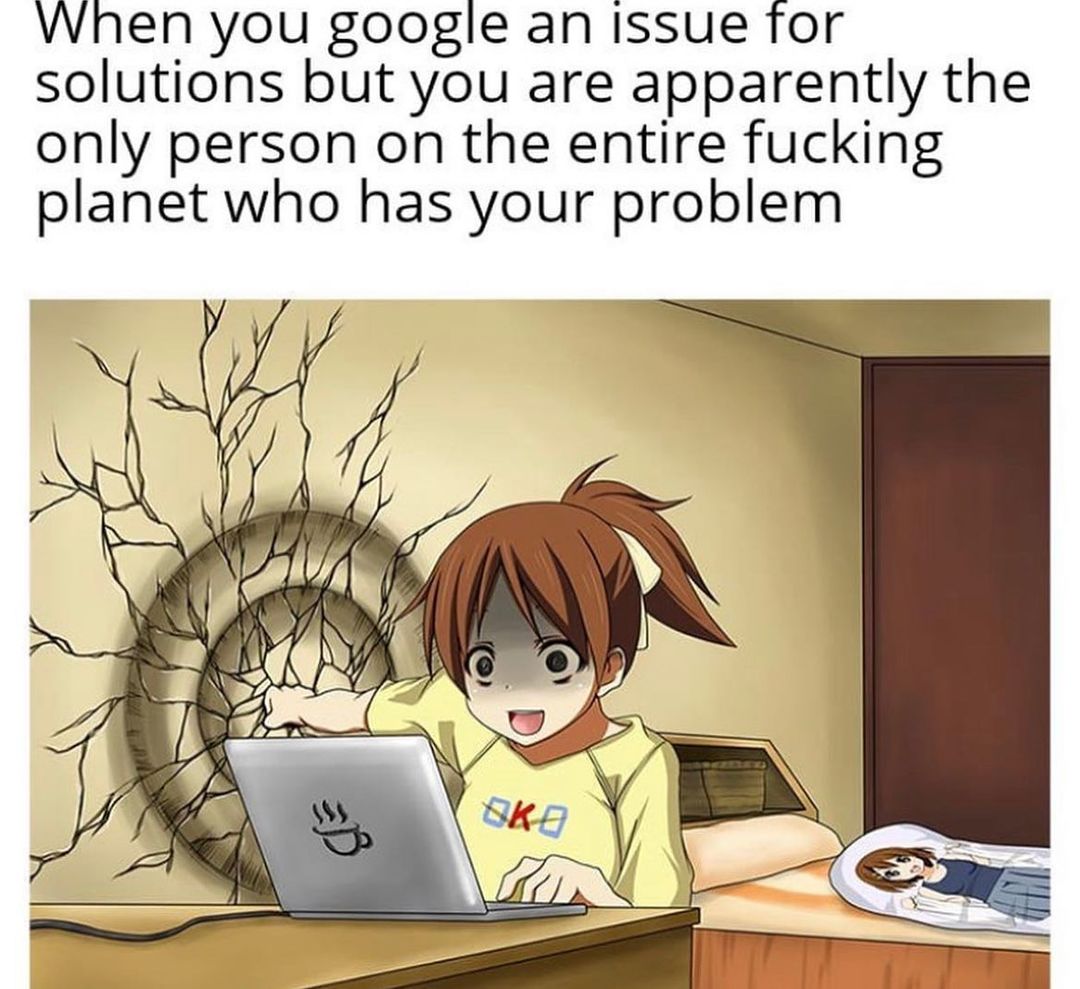 When you google an issue for
solutions but you are apparently the
only person on the entire fucking
planet who has your problem
OKO